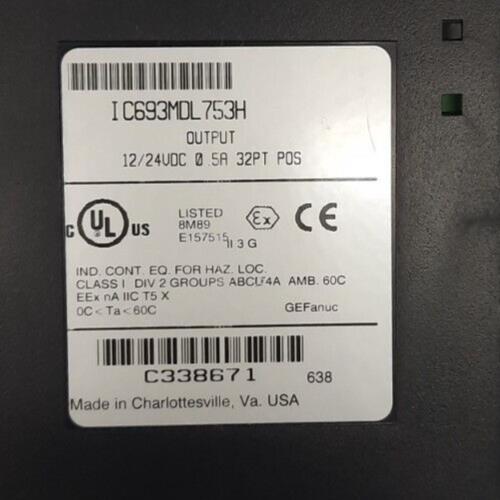 IC693MDL753H
OUTPUT
12/24VDC 0.5A 32PT POS
C UL US LISTED
8M89
E157515
Ex CE
II 3 G
IND. CONT. EQ. FOR HAZ. LOC.
CLASS I DIV 2 GROUPS ABCD T4A AMB. 60C
EEx nA IIC T5 X
0C < Ta < 60C GEFanuc
C338671 638
Made in Charlottesville, Va. USA